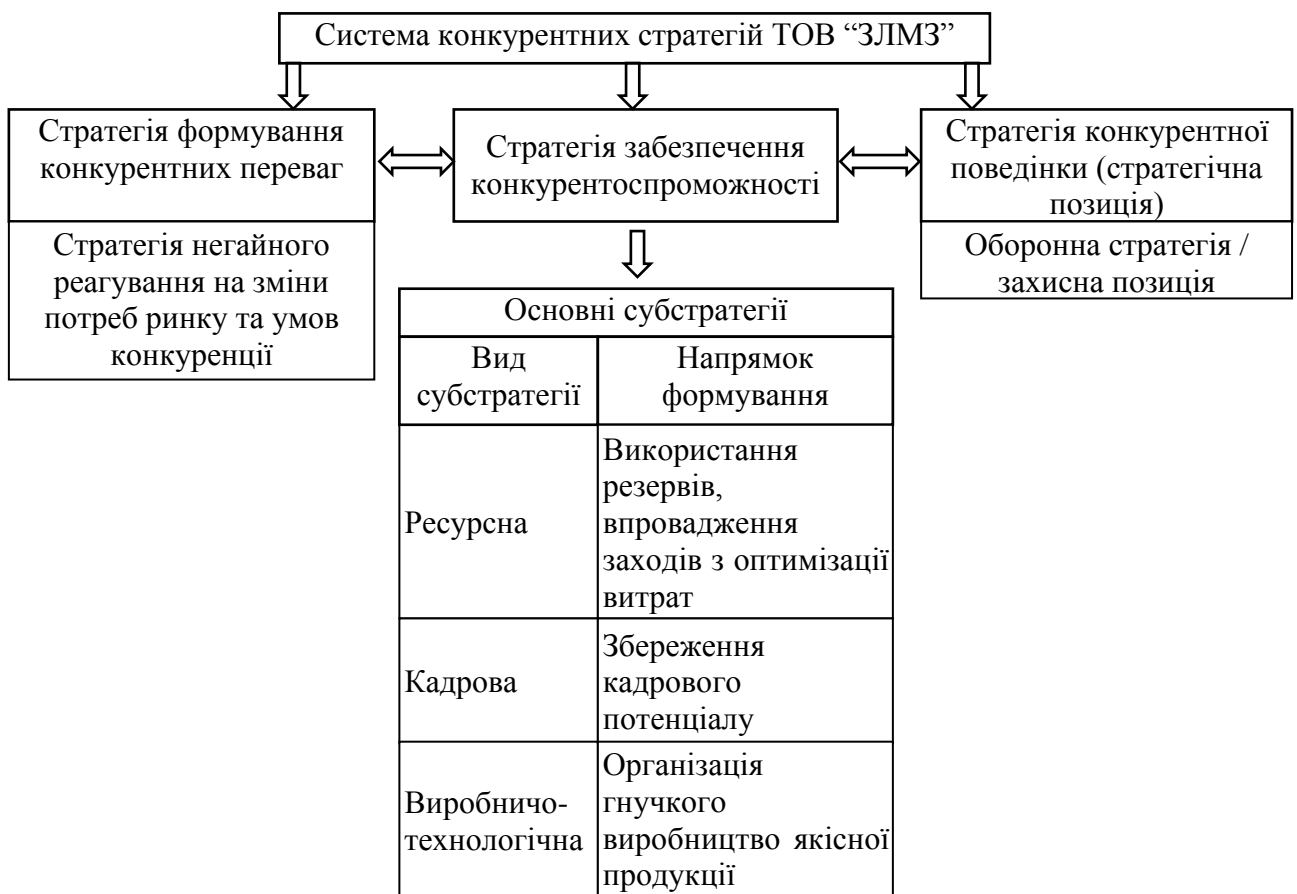 Система конкурентних стратегій ТОВ “ЗЛМЗ”
Стратегія формування
конкурентних переваг
Стратегія негайного
реагування на зміни
потреб ринку та умов
конкуренції
Стратегія забезпечення
конкурентоспроможності
Стратегія конкурентної
поведінки (стратегічна
позиція)
Оборонна стратегія /
захисна позиція
Основні субстратегії
Вид
субстратегії
Напрямок
формування
Ресурсна
Використання
резервів,
впровадження
заходів з оптимізації
витрат
Кадрова
Збереження
кадрового
потенціалу
Виробничо-
технологічна
Організація
гнучкого
виробництво якісної
продукції